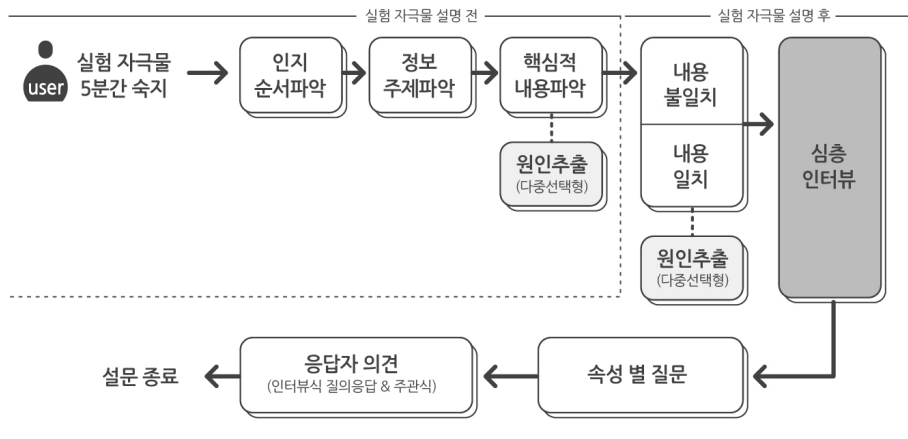 실험 자극물 설명 전
실험 자극물 설명 후
user
실험 자극물
5분간 숙지
인지
순서파악
정보
주제파악
핵심적
내용파악
원인추출
(다중선택형)
내용
불일치
내용
일치
원인추출
(다중선택형)
심층
인터뷰
속성 별 질문
응답자 의견
(인터뷰식 질의응답 & 주관식)
설문 종료